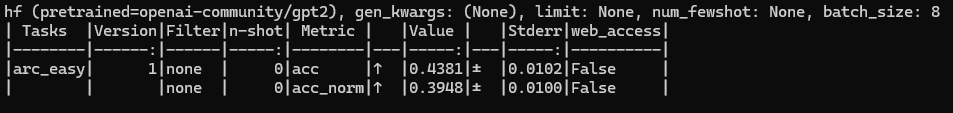 hf (pretrained=openai-community/gpt2), gen_kwargs: (None), limit: None, num_fewshot: None, batch_size: 8
| Tasks  |Version|Filter|n-shot| Metric |   |Value |   |Stderr|web_access|
|--------|------:|------|-----:|--------|---|-----:|---|-----:|----------|
|arc_easy|      1|none  |     0|acc     |↑  |0.4381|±  |0.0102|False     |
|        |       |none  |     0|acc_norm|↑  |0.3948|±  |0.0100|False     |